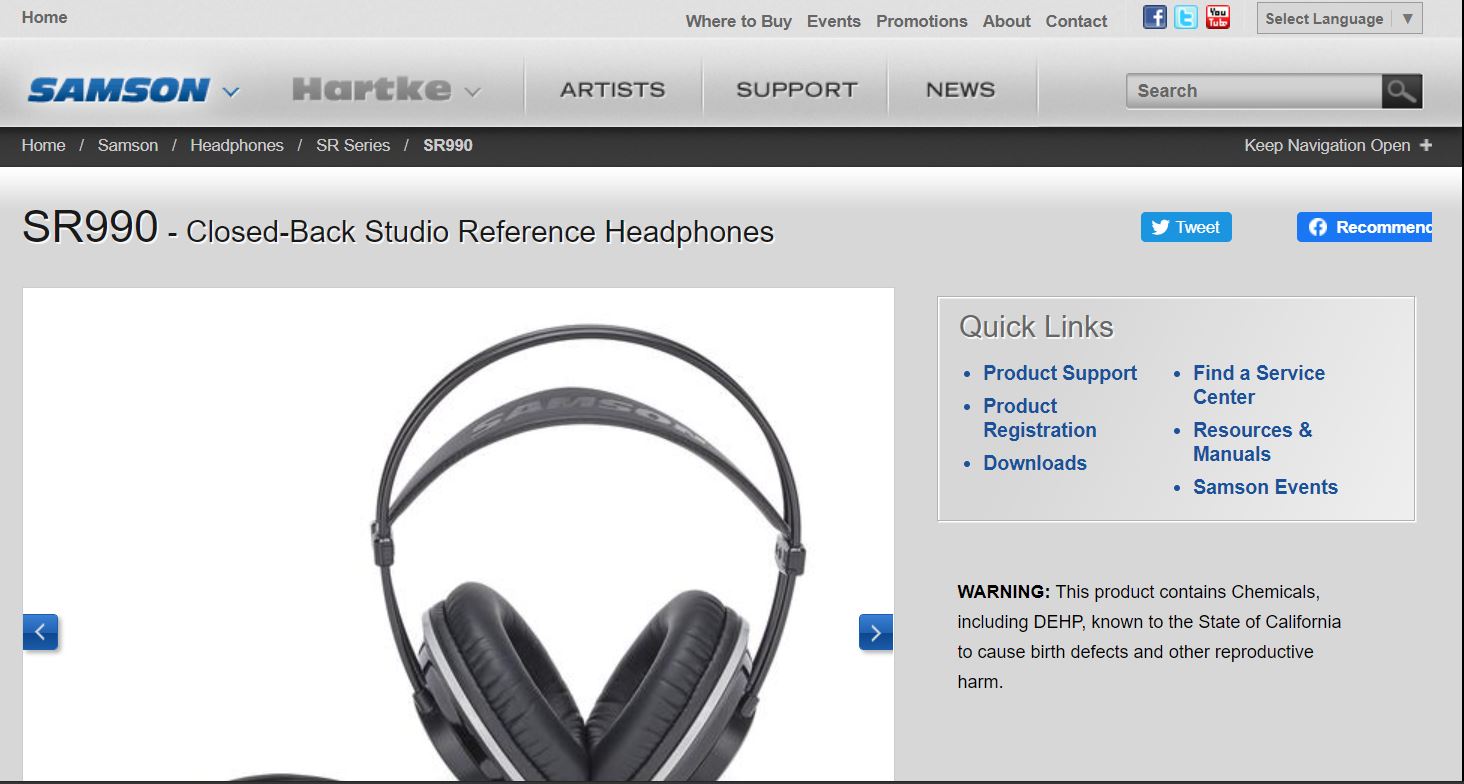 Home
Where to Buy Events Promotions About Contact
You
Tube
Select Language ▼
SAMSON
Hartke
ARTISTS
SUPPORT
NEWS
Search
Home / Samson / Headphones / SR Series / SR990
Keep Navigation Open +
SR990 - Closed-Back Studio Reference Headphones
Tweet
Recommend
SAMSON
Quick Links
• Product Support
• Product
Registration
• Downloads
• Find a Service
Center
• Resources &
Manuals
• Samson Events
WARNING: This product contains Chemicals,
including DEHP, known to the State of California
to cause birth defects and other reproductive
harm.